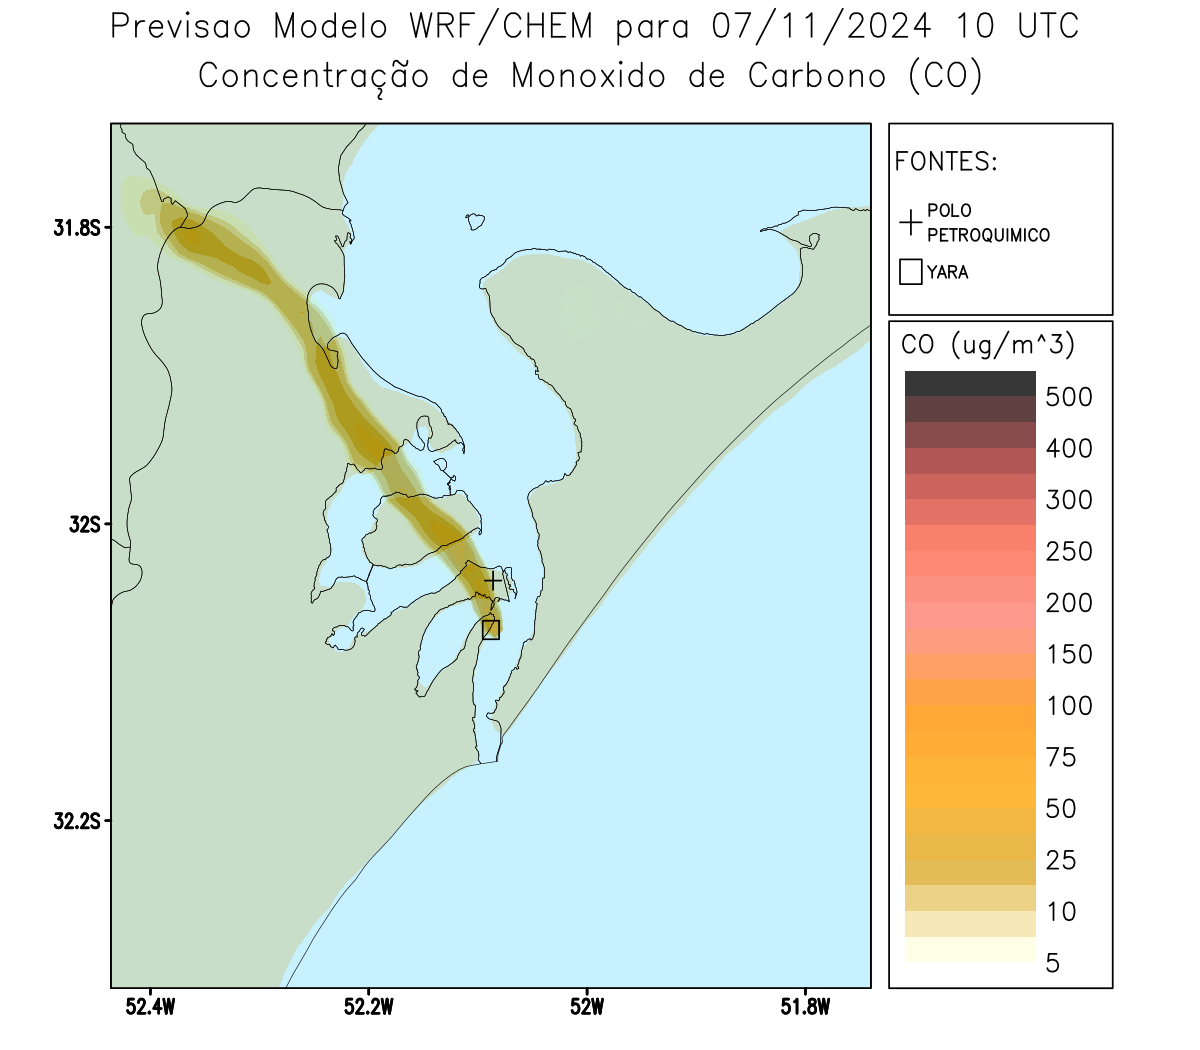 Previsao Modelo WRF/CHEM para 07/11/2024 10 UTC
Concentração de Monoxido de Carbono (CO)
FONTES:
POLO
PETROQUIMICO
YARA
CO (ug/m^3)
500
400
300
250
200
150
100
75
50
25
10
5
31.8S
32S
32.2S
52.4W
52.2W
52W
51.8W